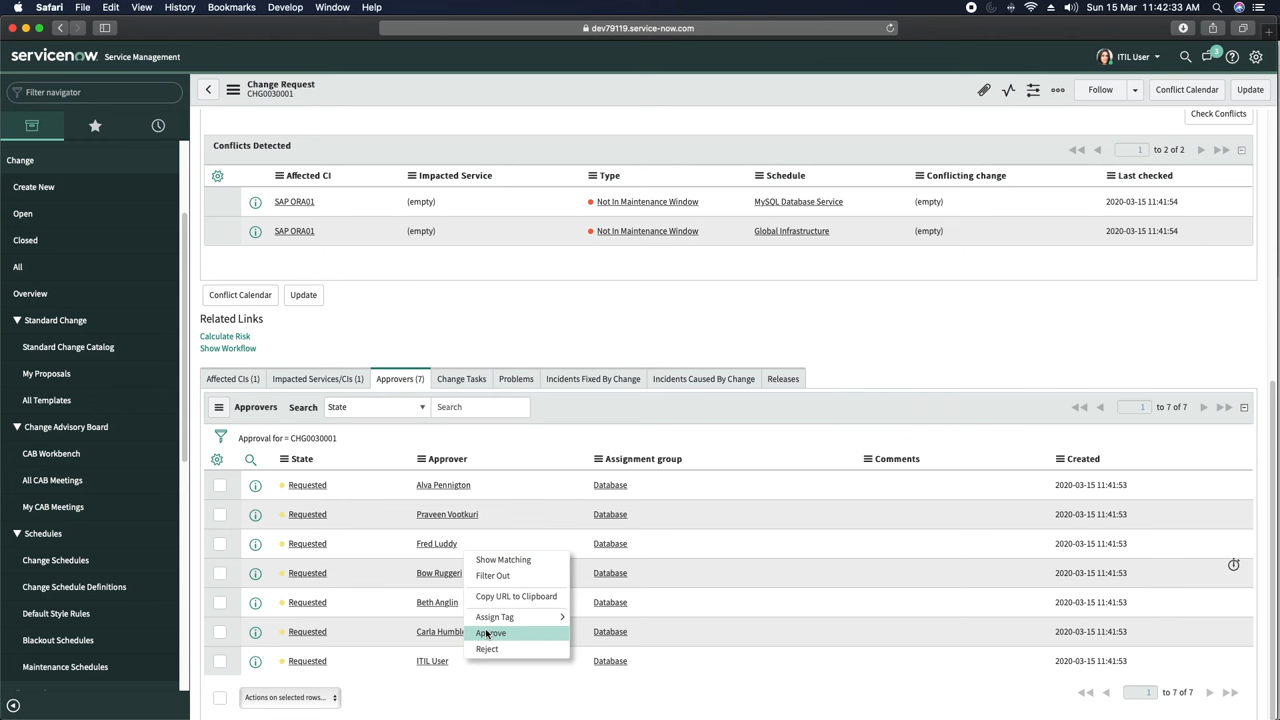 Safari File Edit View History Bookmarks Develop Window Help
Sun 15 Mar 11:42:33 AM
dev79119.service-now.com
servicenow Service Management
ITIL User
3
Filter navigator
Change Request
CHG0030001
Follow
Conflict Calendar
Update
Check Conflicts
Change
Create New
Open
Closed
All
Overview
Standard Change
Standard Change Catalog
My Proposals
All Templates
Change Advisory Board
CAB Workbench
All CAB Meetings
My CAB Meetings
Schedules
Change Schedules
Change Schedule Definitions
Default Style Rules
Blackout Schedules
Maintenance Schedules
Conflicts Detected
1 to 2 of 2
Affected CI Impacted Service Type Schedule Conflicting change Last checked
SAP ORA01 (empty) Not In Maintenance Window MySQL Database Service (empty) 2020-03-15 11:41:54
SAP ORA01 (empty) Not In Maintenance Window Global Infrastructure (empty) 2020-03-15 11:41:54
Conflict Calendar Update
Related Links
Calculate Risk
Show Workflow
Affected CIs (1) Impacted Services/CIs (1) Approvers (7) Change Tasks Problems Incidents Fixed By Change Incidents Caused By Change Releases
Approvers Search State Search 1 to 7 of 7
Approval for = CHG0030001
State Approver Assignment group Comments Created
Requested Alva Pennigton Database 2020-03-15 11:41:53
Requested Praveen Vootkuri Database 2020-03-15 11:41:53
Requested Fred Luddy Database 2020-03-15 11:41:53
Requested Bow Ruggeri Database 2020-03-15 11:41:53
Requested Beth Anglin Database 2020-03-15 11:41:53
Requested Carla Humbl Database 2020-03-15 11:41:53
Requested ITIL User Database 2020-03-15 11:41:53
Show Matching
Filter Out
Copy URL to Clipboard
Assign Tag
Approve
Reject
Actions on selected rows...
1 to 7 of 7